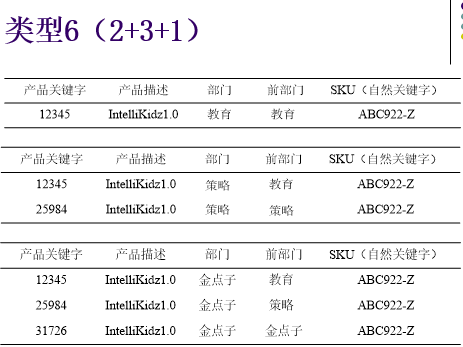 类型6（2+3+1）
产品关键字 产品描述 部门 前部门 SKU（自然关键字）
12345 IntelliKidz1.0 教育 教育 ABC922-Z
产品关键字 产品描述 部门 前部门 SKU（自然关键字）
12345 IntelliKidz1.0 策略 教育 ABC922-Z
25984 IntelliKidz1.0 策略 策略 ABC922-Z
产品关键字 产品描述 部门 前部门 SKU（自然关键字）
12345 IntelliKidz1.0 金点子 教育 ABC922-Z
25984 IntelliKidz1.0 金点子 策略 ABC922-Z
31726 IntelliKidz1.0 金点子 金点子 ABC922-Z